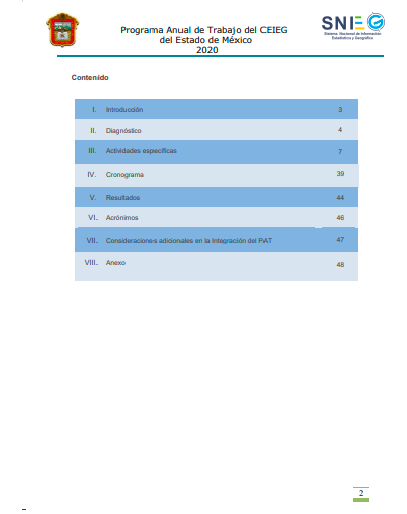 Programa Anual de Trabajo del CEIEG
del Estado de México
2020
SNIEG
Sistema Nacional de Información
Estadística y Geográfica
Contenido
I. Introducción 3
II. Diagnóstico 4
III. Actividades específicas 7
IV. Cronograma 39
V. Resultados 44
VI. Acrónimos 46
VII. Consideraciones adicionales en la Integración del PAT 47
VIII. Anexo 48
2